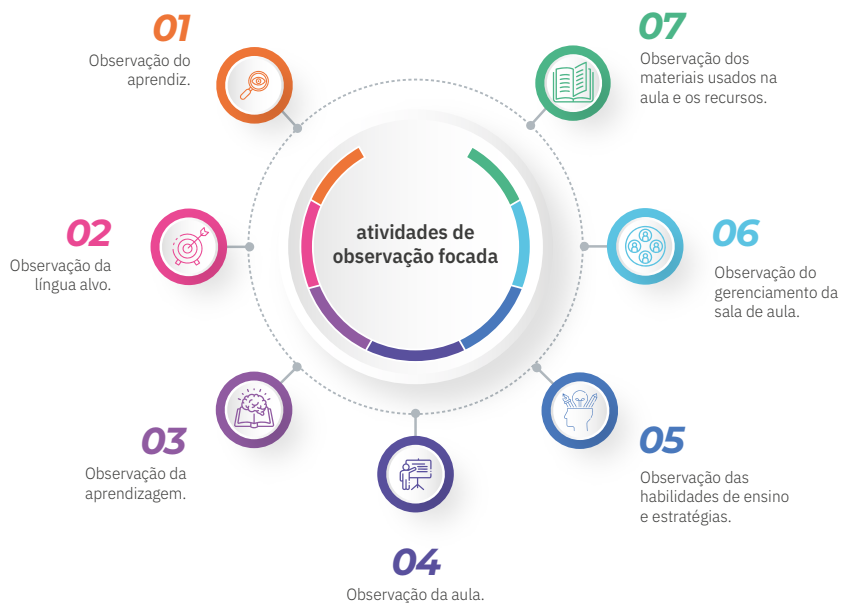 atividades de
observação focada
01
Observação do
aprendiz.
02
Observação da
língua alvo.
03
Observação da
aprendizagem.
04
Observação da aula.
05
Observação das
habilidades de ensino
e estratégias.
06
Observação do
gerenciamento da
sala de aula.
07
Observação dos
materiais usados na
aula e os recursos.